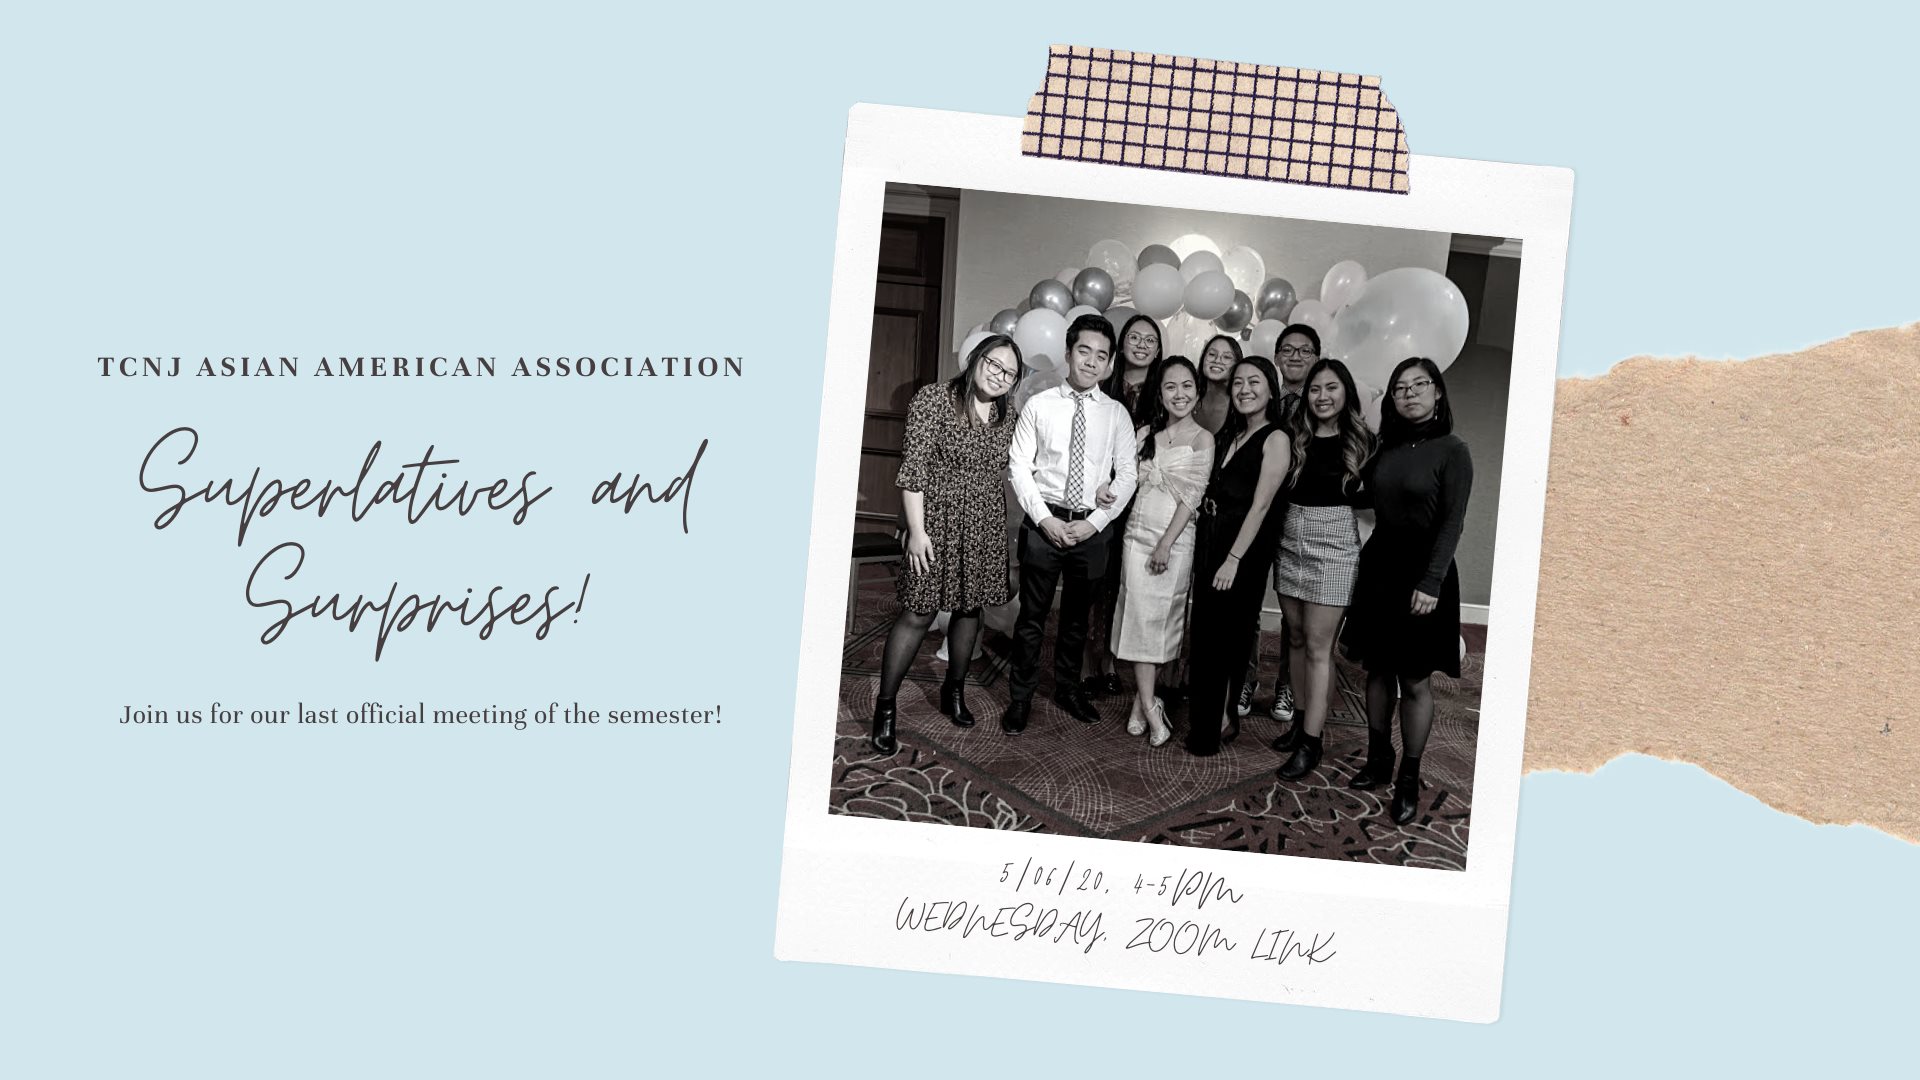 TCNJ ASIAN AMERICAN ASSOCIATION
Superlatives and
Surprises!
Join us for our last official meeting of the semester!
5/06/20, 4-5PM
WEDNESDAY, ZOOM LINK